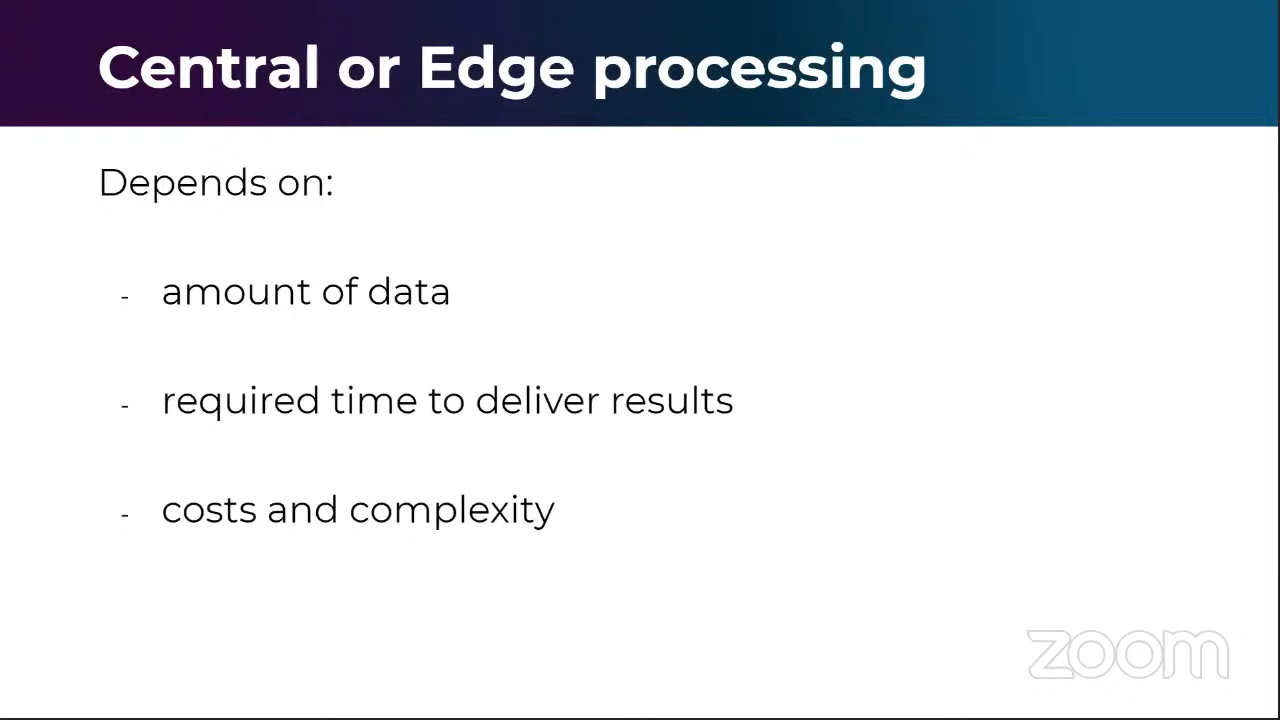 Central or Edge processing
Depends on:
- amount of data
- required time to deliver results
- costs and complexity
zoom